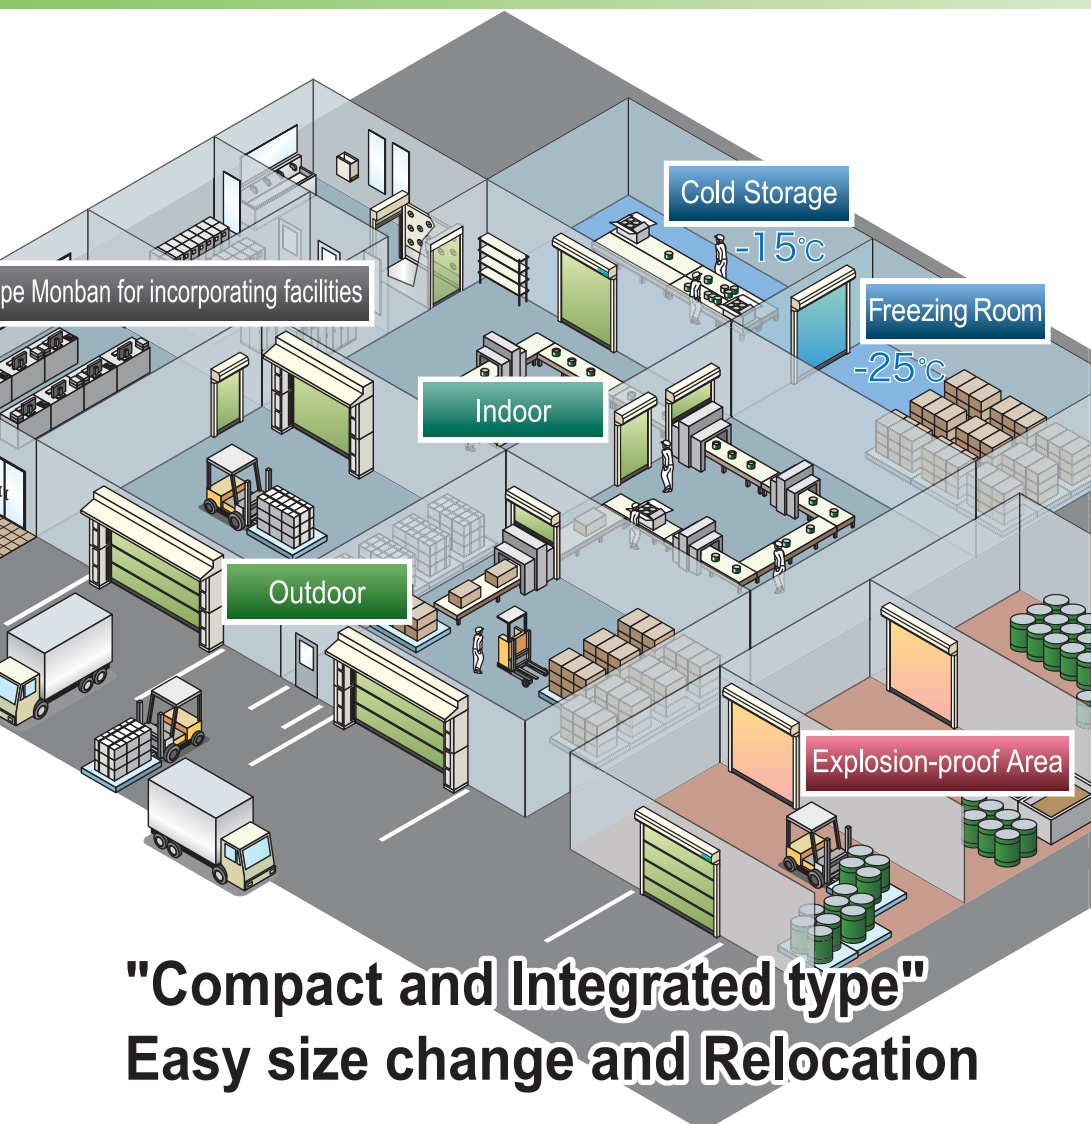 Cold Storage
-15℃
pe Monban for incorporating facilities
Freezing Room
-25℃
Indoor
Outdoor
Explosion-proof Area
"Compact and Integrated type"
Easy size change and Relocation